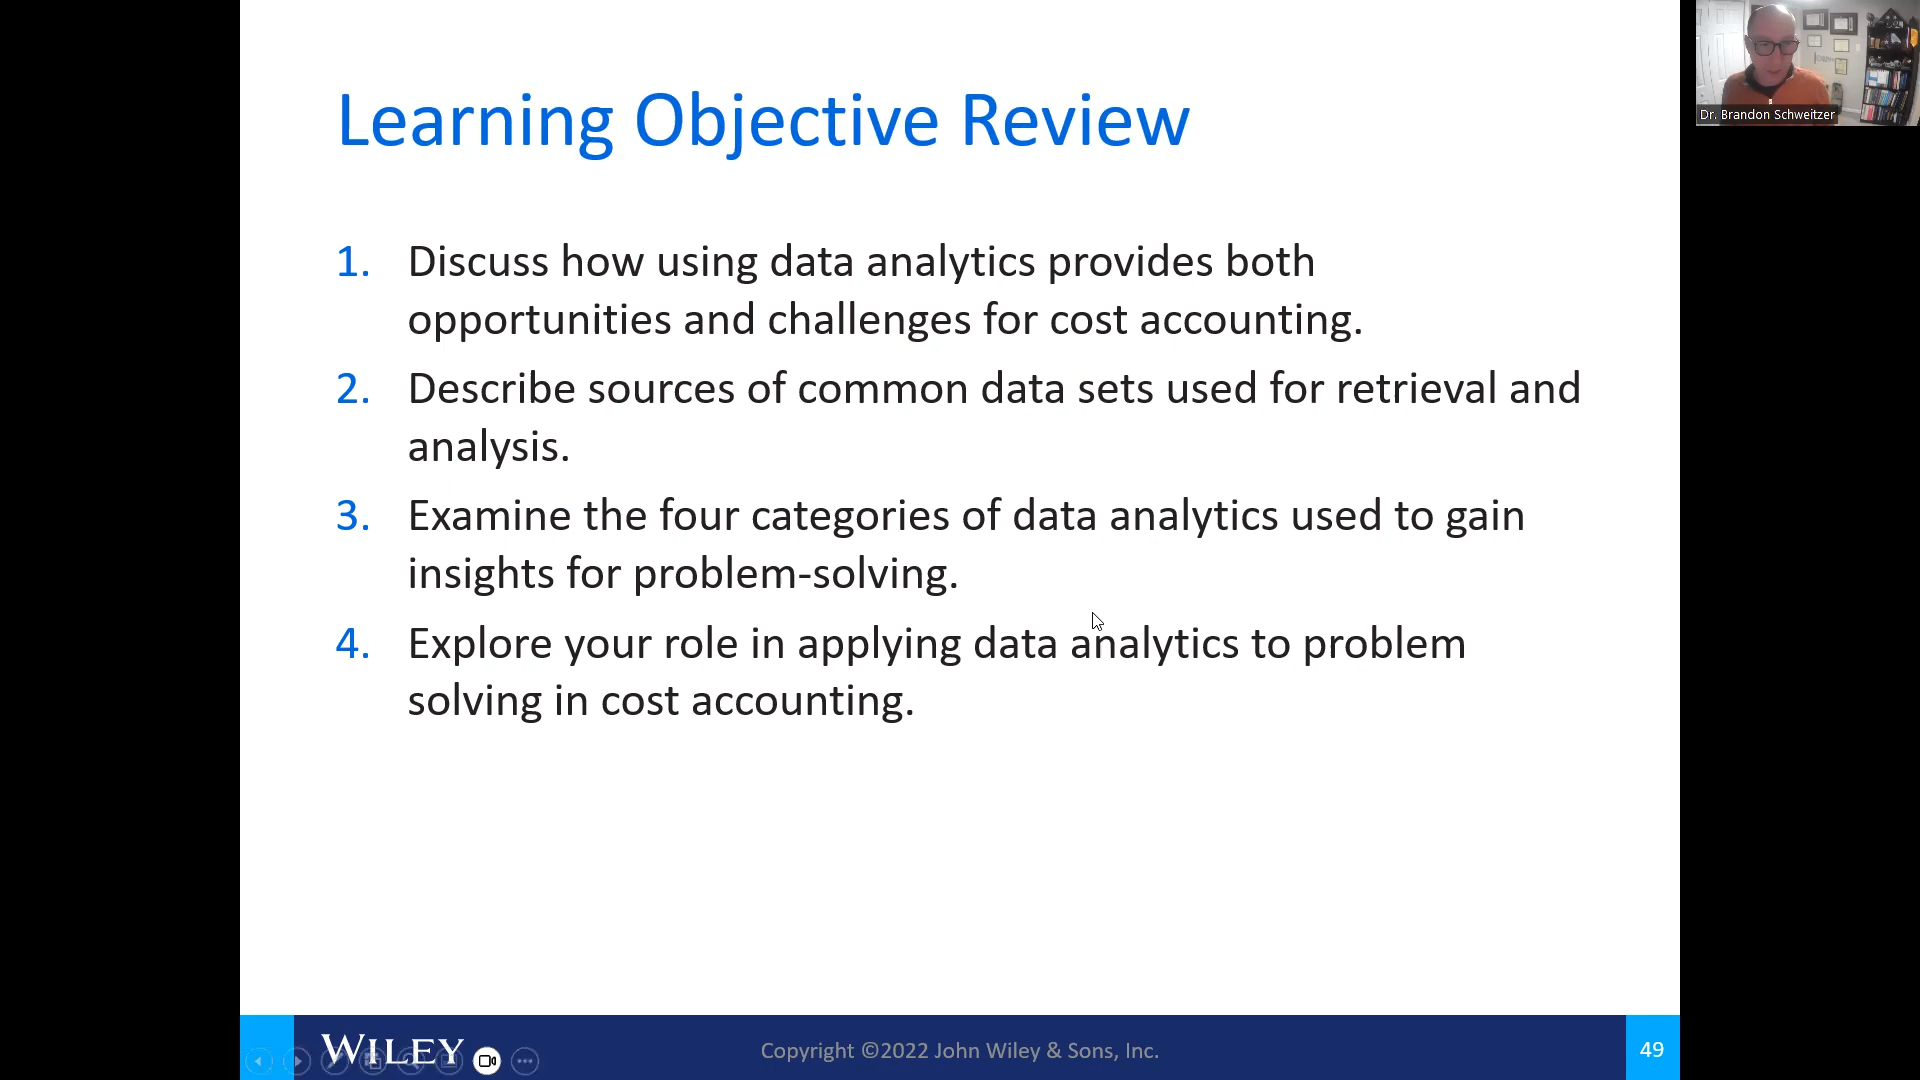 Learning Objective Review
1. Discuss how using data analytics provides both
opportunities and challenges for cost accounting.
2. Describe sources of common data sets used for retrieval and
analysis.
3. Examine the four categories of data analytics used to gain
insights for problem-solving.
4. Explore your role in applying data analytics to problem
solving in cost accounting.
Dr. Brandon Schweitzer
WILEY
Copyright ©2022 John Wiley & Sons, Inc.
49